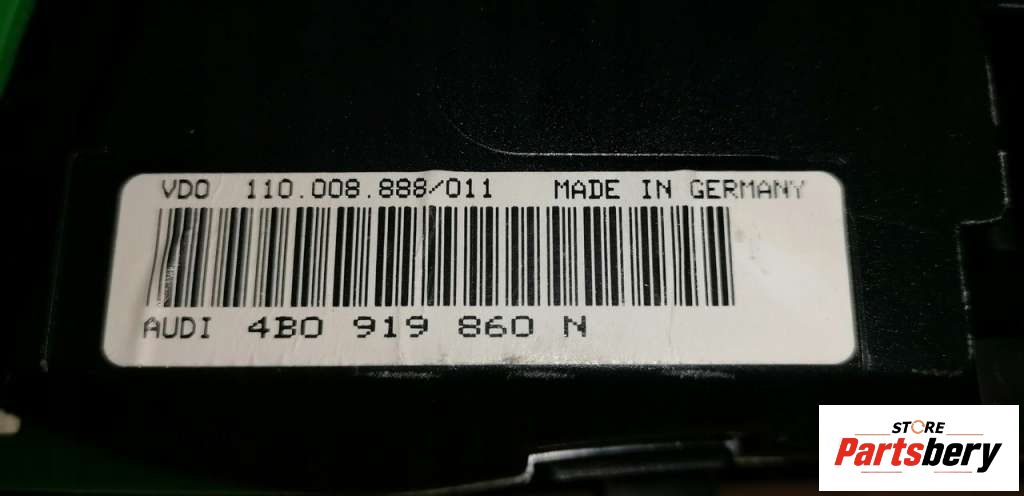 VDO 110.008.888/011 MADE IN GERMANY
AUDI 4B0 919 860 N
STORE
Partsbery